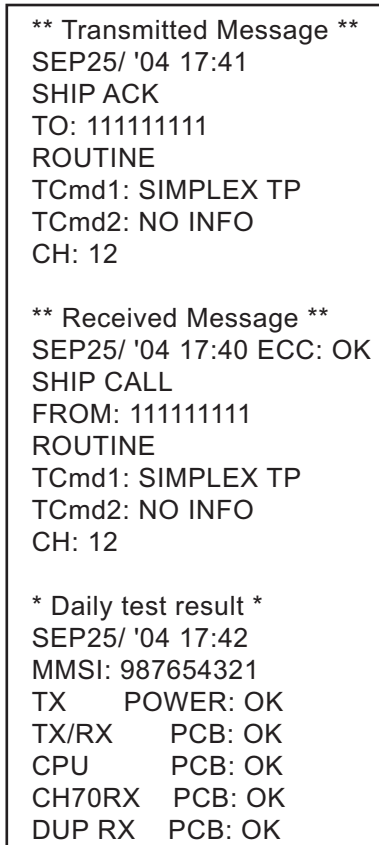 ** Transmitted Message **
SEP25/ '04 17:41
SHIP ACK
TO: 111111111
ROUTINE
TCmd1: SIMPLEX TP
TCmd2: NO INFO
CH: 12

** Received Message **
SEP25/ '04 17:40 ECC: OK
SHIP CALL
FROM: 111111111
ROUTINE
TCmd1: SIMPLEX TP
TCmd2: NO INFO
CH: 12

* Daily test result *
SEP25/ '04 17:42
MMSI: 987654321
TX POWER: OK
TX/RX PCB: OK
CPU PCB: OK
CH70RX PCB: OK
DUP RX PCB: OK